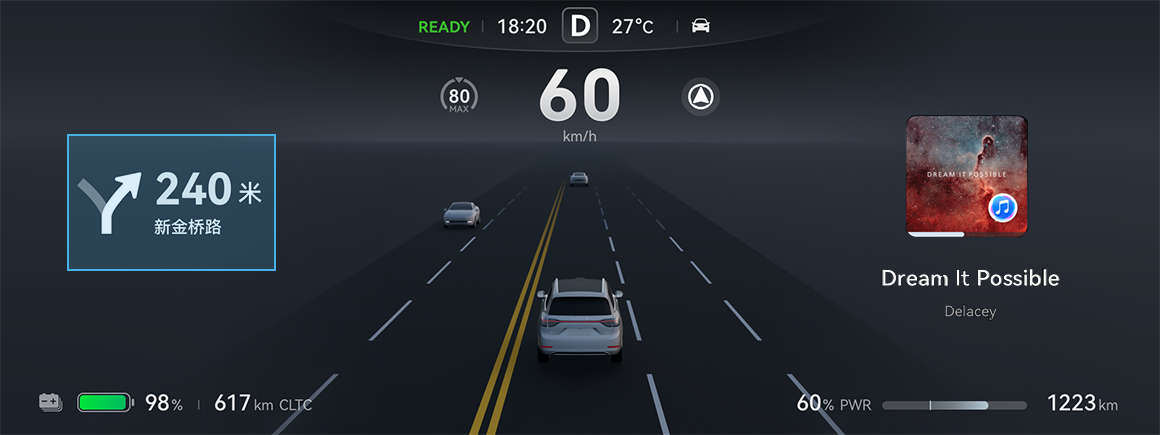 READY 18:20 D 27°C
80
MAX
60
km/h
240 米
新金桥路
DREAM IT POSSIBLE
Dream It Possible
Delacey
98% 617 km CLTC
60% PWR 1223 km